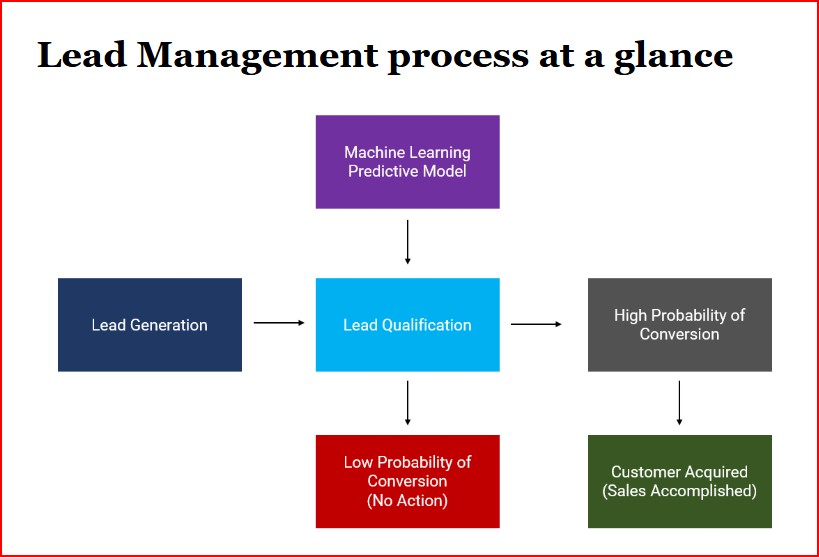 Lead Management process at a glance
Machine Learning
Predictive Model
Lead Generation
Lead Qualification
High Probability of
Conversion
Low Probability of
Conversion
(No Action)
Customer Acquired
(Sales Accomplished)